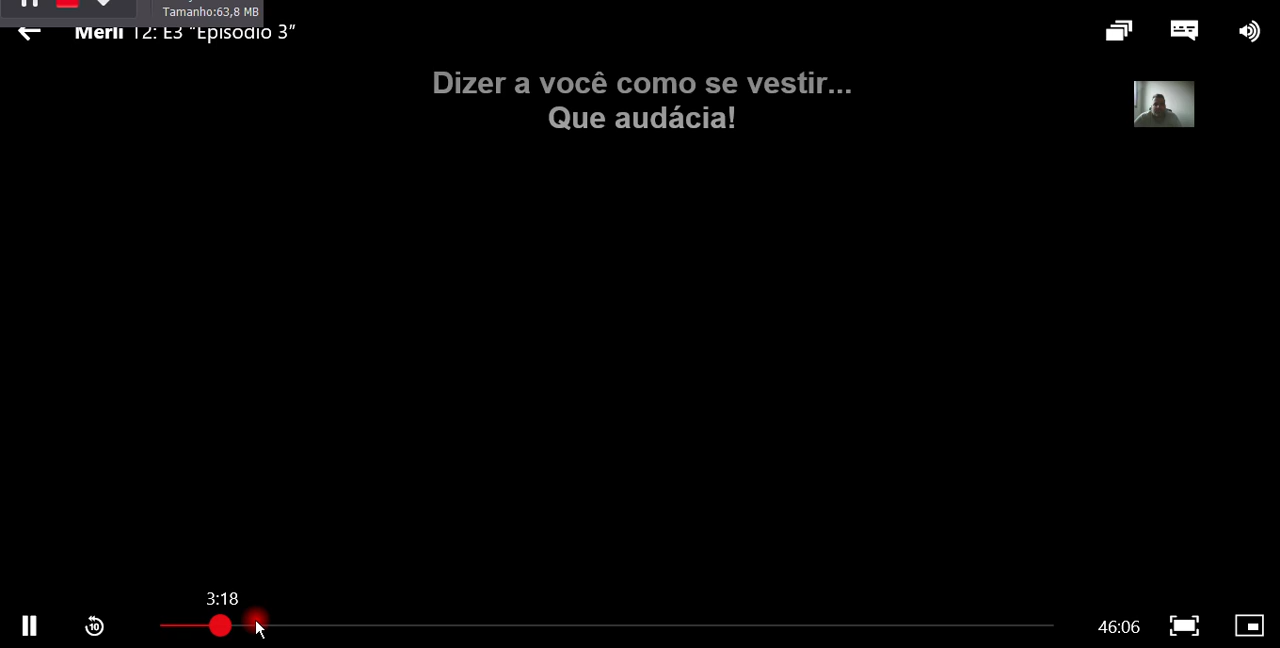 Tamanho:63,8 MB
Merlí T2: E3 "Episódio 3"
Dizer a você como se vestir...
Que audácia!
3:18
10
46:06